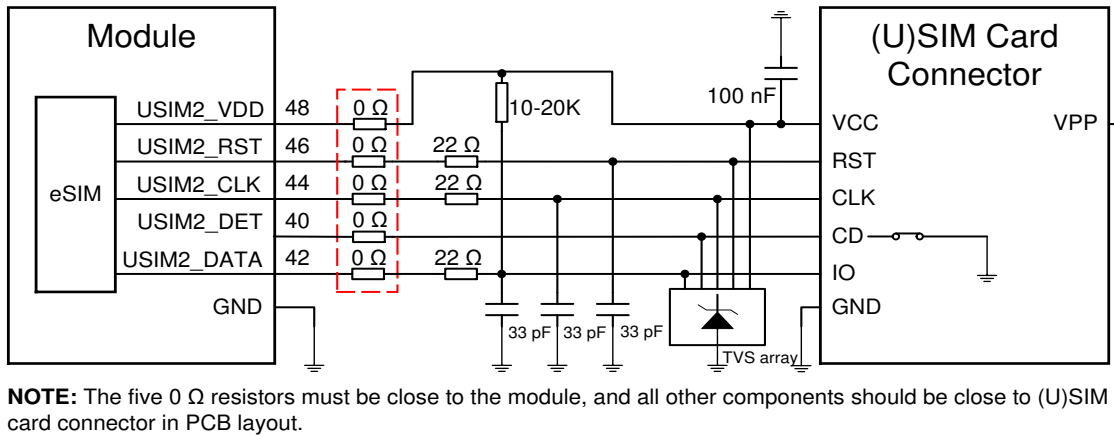 Module
(U)SIM Card
Connector
eSIM
USIM2_VDD 48 0 Ω
10-20K
100 nF
VCC
VPP
USIM2_RST 46 0 Ω 22 Ω
RST
USIM2_CLK 44 0 Ω 22 Ω
CLK
USIM2_DET 40 0 Ω
CD
USIM2_DATA 42 0 Ω 22 Ω
IO
GND
GND
33 pF 33 pF 33 pF
TVS array
NOTE: The five 0 Ω resistors must be close to the module, and all other components should be close to (U)SIM
card connector in PCB layout.